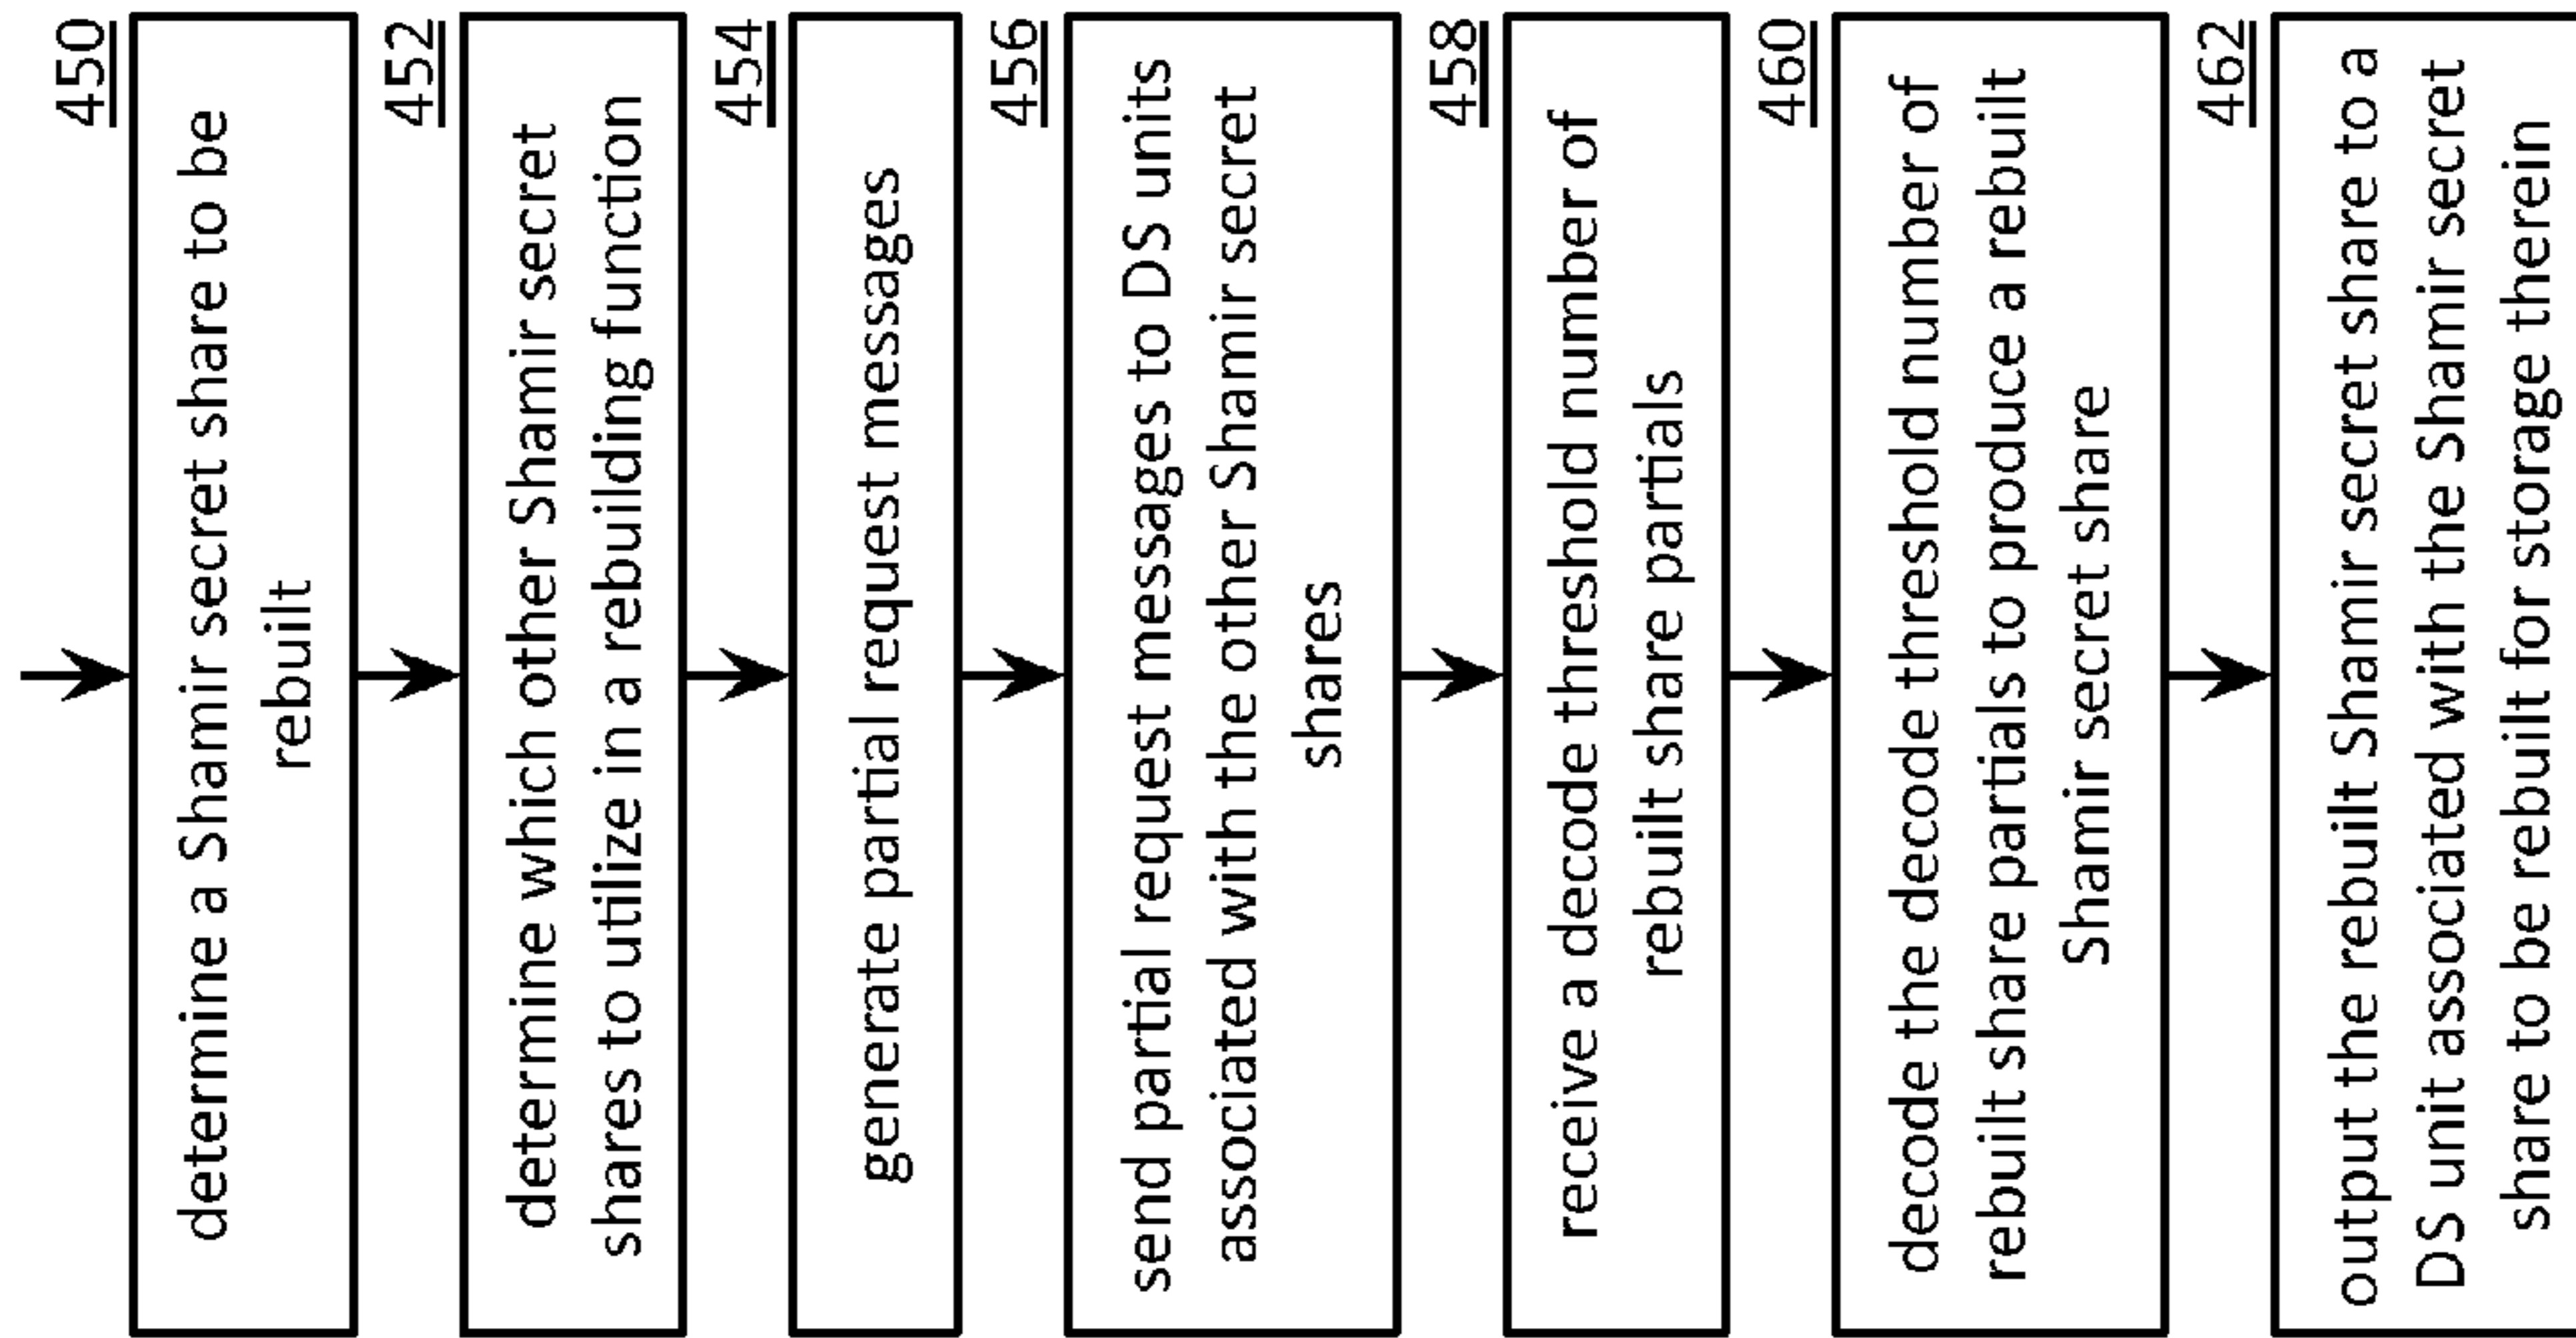 450
determine a Shamir secret share to be
rebuilt
452
determine which other Shamir secret
shares to utilize in a rebuilding function
454
generate partial request messages
456
send partial request messages to DS units
associated with the other Shamir secret
shares
458
receive a decode threshold number of
rebuilt share partials
460
decode the decode threshold number of
rebuilt share partials to produce a rebuilt
Shamir secret share
462
output the rebuilt Shamir secret share to a
DS unit associated with the Shamir secret
share to be rebuilt for storage therein